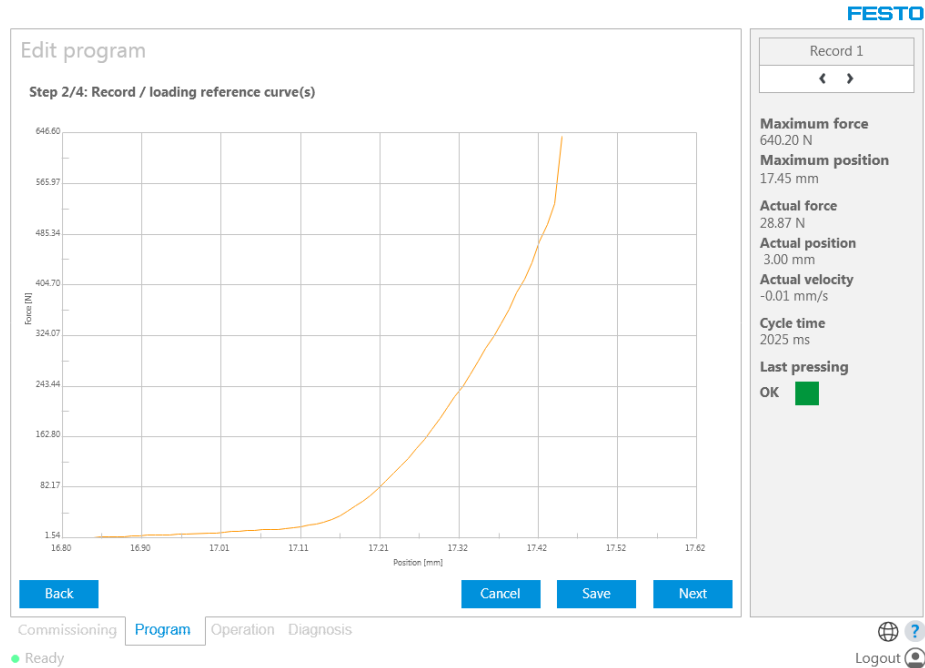 FESTO
Edit program
Step 2/4: Record / loading reference curve(s)
646.60
565.97
485.34
404.70
324.07
243.44
162.80
82.17
1.54
Force [N]
16.80 16.90 17.01 17.11 17.21 17.32 17.42 17.52 17.62
Position [mm]
Back Cancel Save Next
Record 1
‹ ›
Maximum force
640.20 N
Maximum position
17.45 mm
Actual force
28.87 N
Actual position
3.00 mm
Actual velocity
-0.01 mm/s
Cycle time
2025 ms
Last pressing
OK
Commissioning Program Operation Diagnosis
?
Ready
Logout